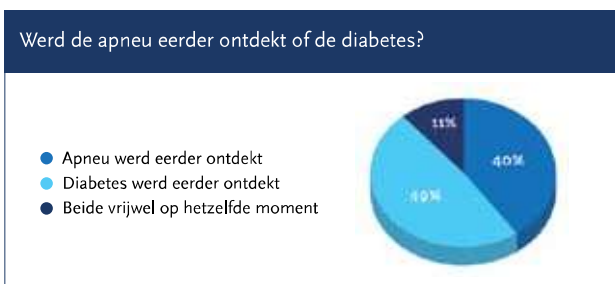 Werd de apneu eerder ontdekt of de diabetes?
11%
40%
49%
Apneu werd eerder ontdekt
Diabetes werd eerder ontdekt
Beide vrijwel op hetzelfde moment